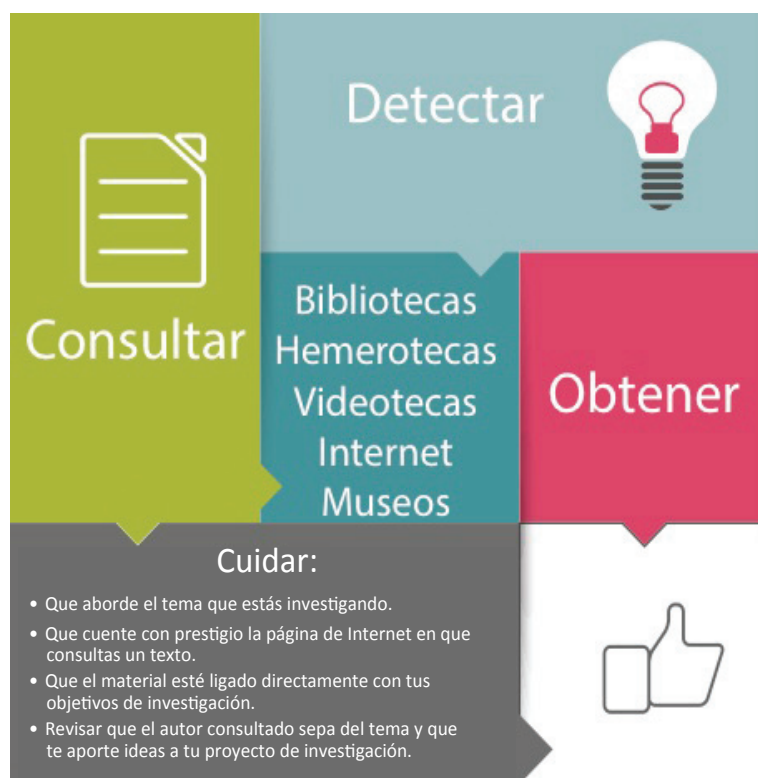 Detectar
Consultar
Bibliotecas
Hemerotecas
Videotecas
Internet
Museos
Obtener
Cuidar:
• Que aborde el tema que estás investigando.
• Que cuente con prestigio la página de Internet en que
consultas un texto.
• Que el material esté ligado directamente con tus
objetivos de investigación.
• Revisar que el autor consultado sepa del tema y que
te aporte ideas a tu proyecto de investigación.